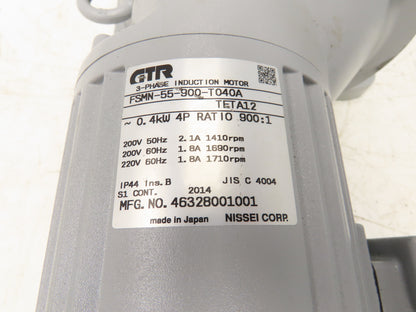 GTR
3-PHASE INDUCTION MOTOR
FSMN-55-900-T040A
TETA12
~ 0.4kW 4P RATIO 900:1
200V 50Hz 2.1A 1410rpm
200V 60Hz 1.8A 1690rpm
220V 60Hz 1.8A 1710rpm
IP44 Ins.B JIS C 4004
S1 CONT. 2014
MFG.NO.46328001001
made in Japan NISSEI CORP.